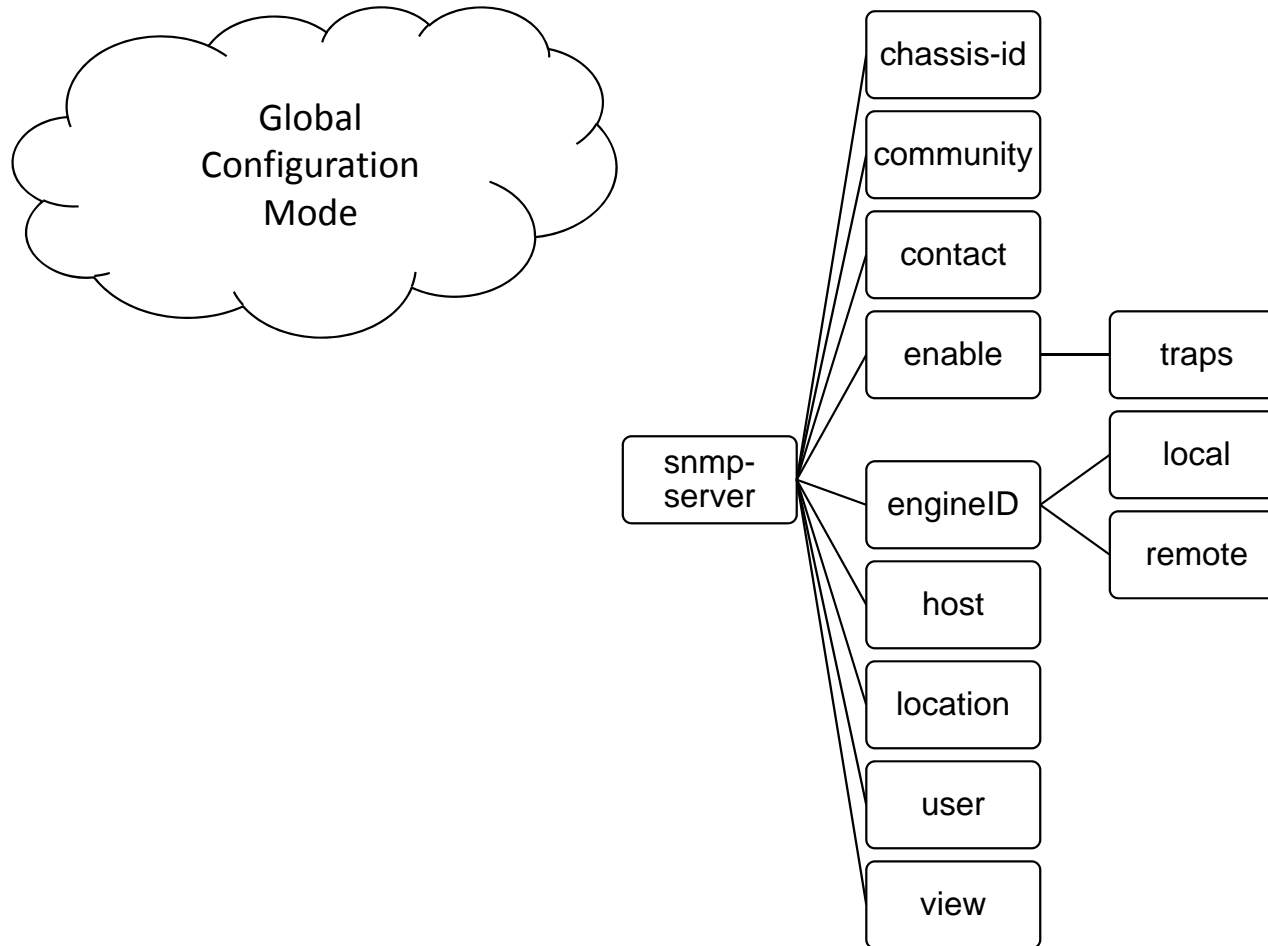 Global
Configuration
Mode
snmp-
server
chassis-id
community
contact
enable
traps
engineID
local
remote
host
location
user
view